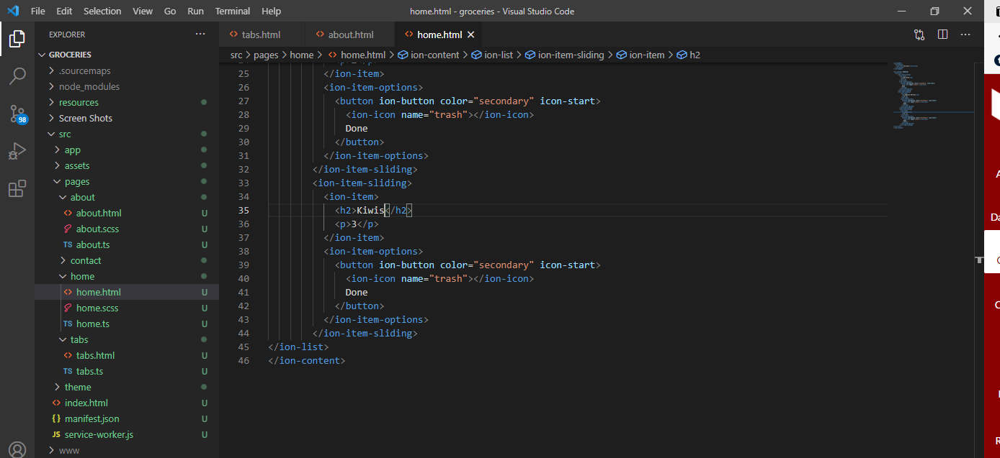 File Edit Selection View Go Run Terminal Help
home.html - groceries - Visual Studio Code
EXPLORER
tabs.html about.html home.html
GROCERIES
src > pages > home > home.html > ion-content > ion-list > ion-item-sliding > ion-item > h2
.sourcemaps
node_modules
resources
Screen Shots
98
src
app
assets
pages
about
about.html U
about.scss U
about.ts U
contact
home
home.html U
home.scss U
home.ts U
tabs
tabs.html U
TS tabs.ts U
theme
index.html U
manifest.json U
JS service-worker.js U
www
25 </ion-item>
26 <ion-item-options>
27 <button ion-button color="secondary" icon-start>
28 <ion-icon name="trash"></ion-icon>
29 Done
30 </button>
31 </ion-item-options>
32 </ion-item-sliding>
33 <ion-item-sliding>
34 <ion-item>
35 <h2>Kiwis</h2>
36 <p>3</p>
37 </ion-item>
38 <ion-item-options>
39 <button ion-button color="secondary" icon-start>
40 <ion-icon name="trash"></ion-icon>
41 Done
42 </button>
43 </ion-item-options>
44 </ion-item-sliding>
45 </ion-list>
46 </ion-content>